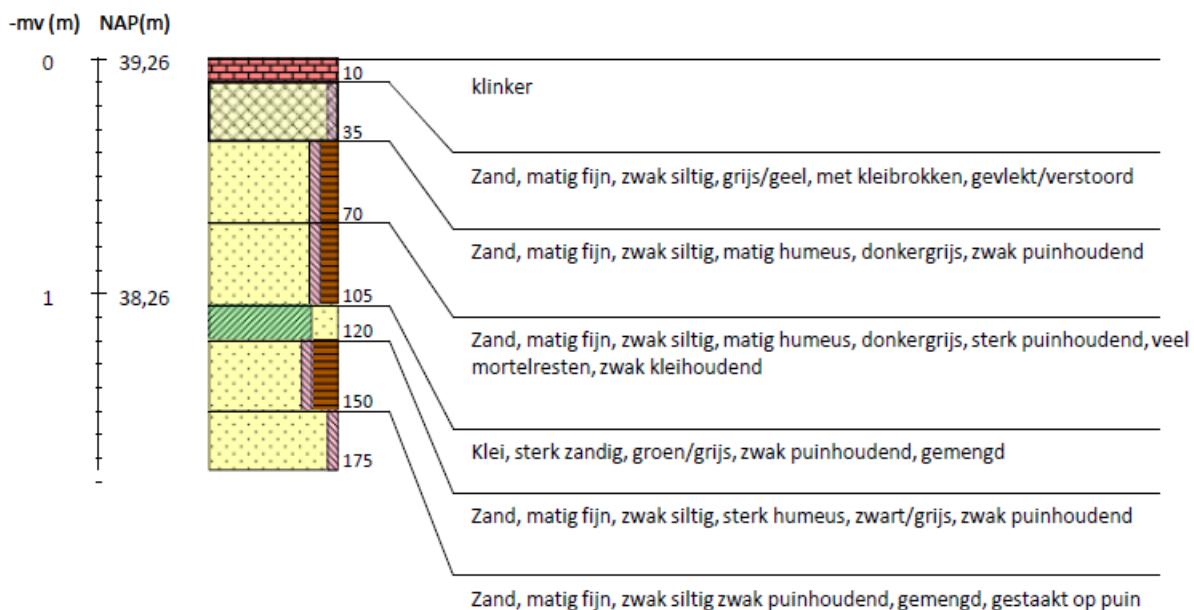 -mv (m) NAP(m)
0 39,26
10
klinker
35
Zand, matig fijn, zwak siltig, grijs/geel, met kleibrokken, gevlekt/verstoord
70
Zand, matig fijn, zwak siltig, matig humeus, donkergrijs, zwak puinhoudend
1 38,26
105
Zand, matig fijn, zwak siltig, matig humeus, donkergrijs, sterk puinhoudend, veel
mortelresten, zwak kleihoudend
120
150
Klei, sterk zandig, groen/grijs, zwak puinhoudend, gemengd
175
Zand, matig fijn, zwak siltig, sterk humeus, zwart/grijs, zwak puinhoudend
Zand, matig fijn, zwak siltig zwak puinhoudend, gemengd, gestaakt op puin